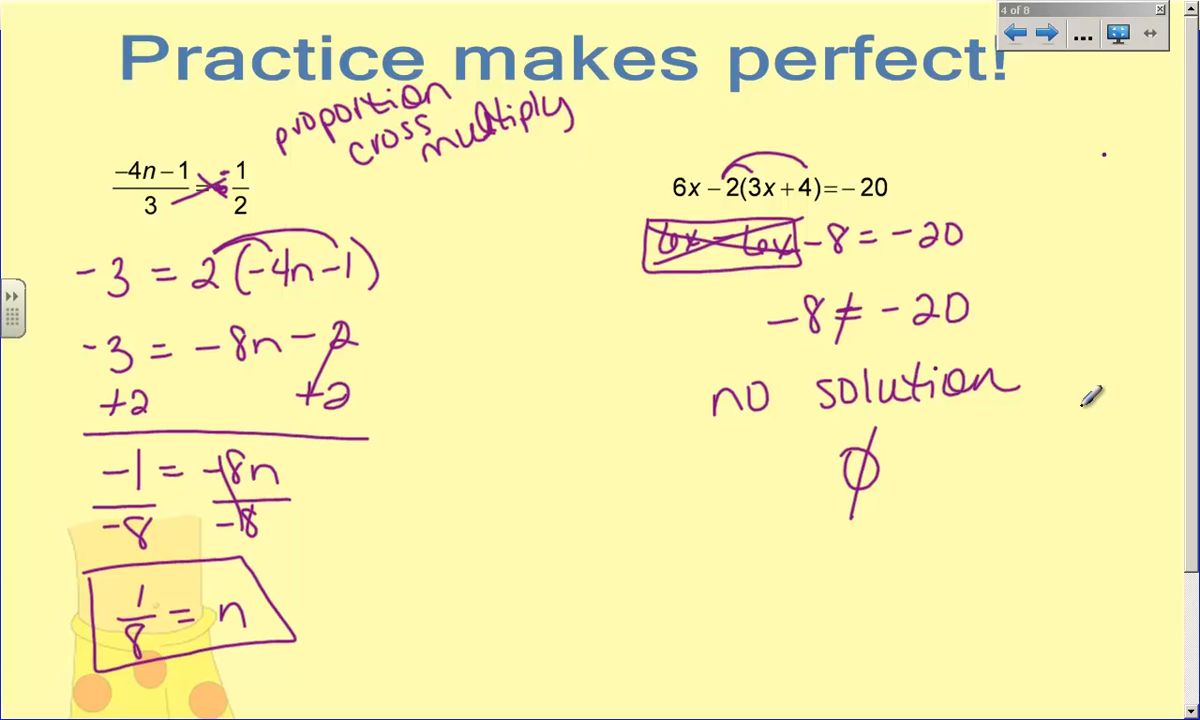 4 of 8
Practice makes perfect!
proportion
cross multiply
-4n-1/3 = -1/2
-3 = 2(-4n-1)
-3 = -8n-2
+2 +2
-1 = -8n
-8 -8
1/8 = n
6x-2(3x+4)=-20
6x - 6x -8 = -20
-8 ≠ -20
no solution
∅